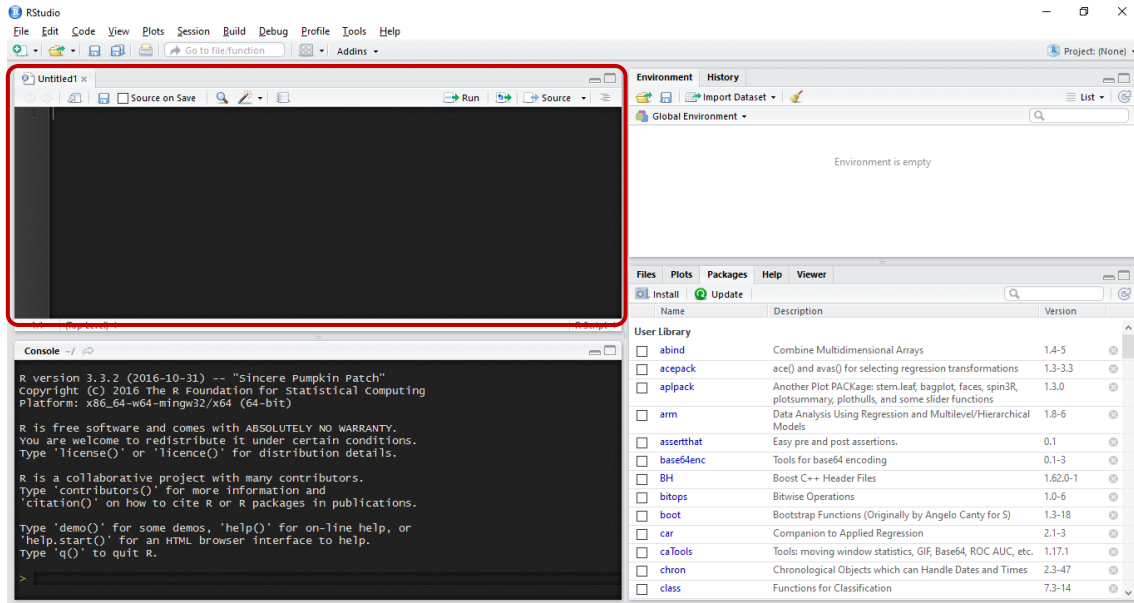 RStudio
File Edit Code View Plots Session Build Debug Profile Tools Help
Go to file/function Addins Project: (None)
Untitled1
Source on Save Run Source
1
Console ~/
R version 3.3.2 (2016-10-31) -- "Sincere Pumpkin Patch"
Copyright (C) 2016 The R Foundation for Statistical Computing
Platform: x86_64-w64-mingw32/x64 (64-bit)
R is free software and comes with ABSOLUTELY NO WARRANTY.
You are welcome to redistribute it under certain conditions.
Type 'license()' or 'licence()' for distribution details.
R is a collaborative project with many contributors.
Type 'contributors()' for more information and
'citation()' on how to cite R or R packages in publications.
Type 'demo()' for some demos, 'help()' for on-line help, or
'help.start()' for an HTML browser interface to help.
Type 'q()' to quit R.
>
Environment History
Import Dataset List
Global Environment
Environment is empty
Files Plots Packages Help Viewer
Install Update
Name Description Version
User Library
abind Combine Multidimensional Arrays 1.4-5
acepack ace() and avas() for selecting regression transformations 1.3-3.3
aplpack Another Plot PACKage: stem.leaf, bagplot, faces, spin3R, 1.3.0
plotsummary, plothulls, and some slider functions
arm Data Analysis Using Regression and Multilevel/Hierarchical 1.8-6
Models
assertthat Easy pre and post assertions. 0.1
base64enc Tools for base64 encoding 0.1-3
BH Boost C++ Header Files 1.62.0-1
bitops Bitwise Operations 1.0-6
boot Bootstrap Functions (Originally by Angelo Canty for S) 1.3-18
car Companion to Applied Regression 2.1-3
caTools Tools: moving window statistics, GIF, Base64, ROC AUC, etc. 1.17.1
chron Chronological Objects which can Handle Dates and Times 2.3-47
class Functions for Classification 7.3-14